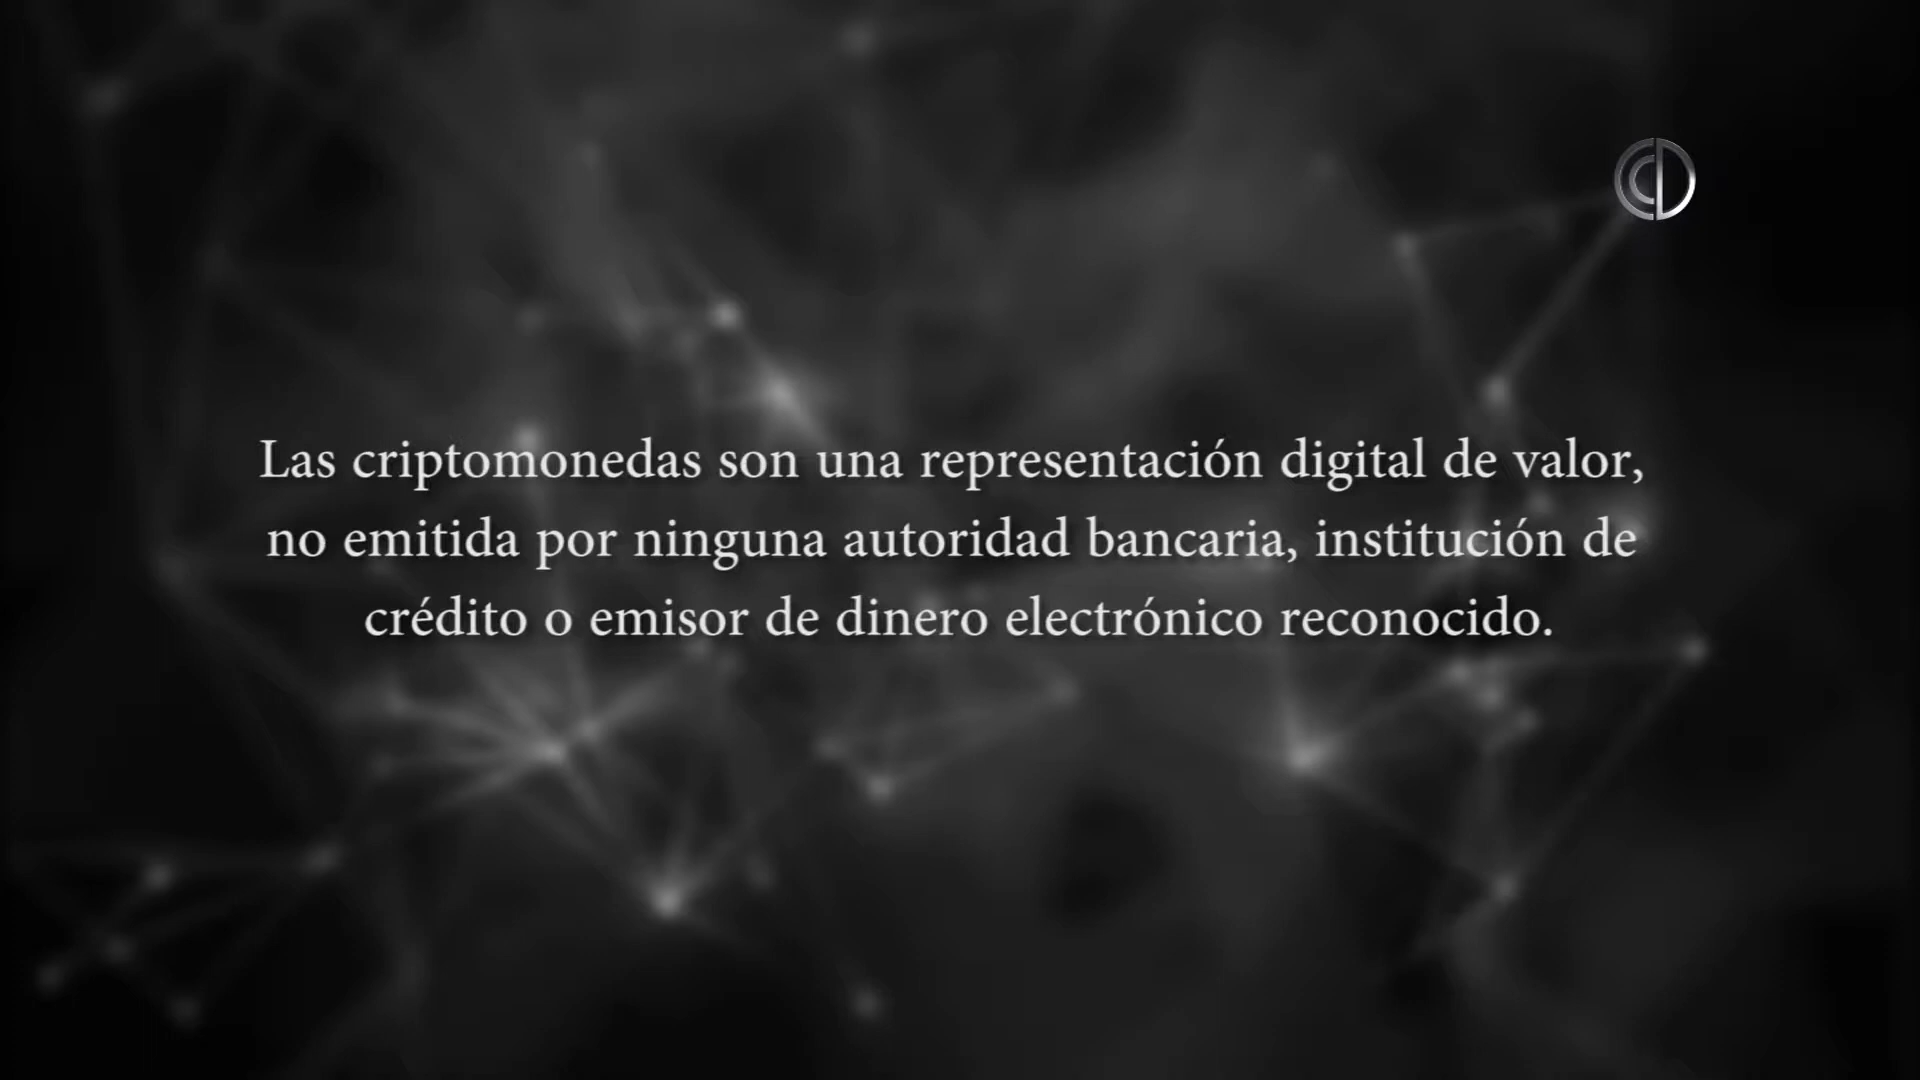 Las criptomonedas son una representación digital de valor,
no emitida por ninguna autoridad bancaria, institución de
crédito o emisor de dinero electrónico reconocido.